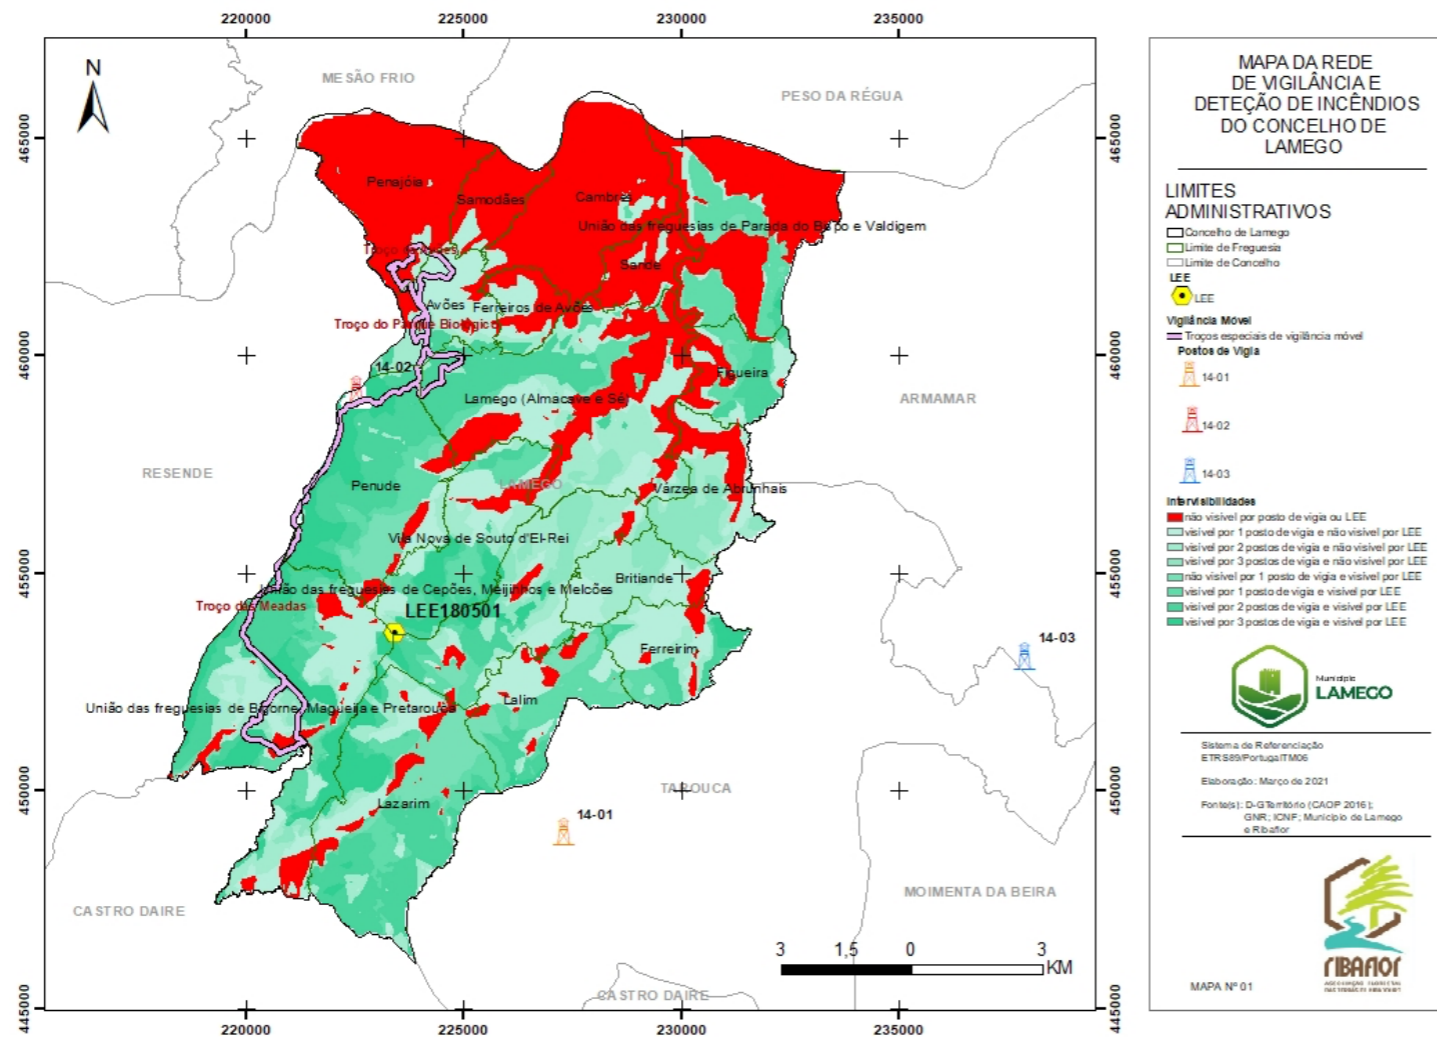 220000
225000
230000
235000
N
MESÃO FRIO
PESO DA RÉGUA
465000
465000
Penajóia
Samodães
Cambres
União das freguesias de Parada do Bispo e Valdigem
Sande
Avões
Ferreiros de Avões
Troço do Parque Biológico
460000
460000
14-02
Figueira
Lamego (Almacave e Sé)
ARMAMAR
RESENDE
Penude
LAMEGO
Várzea de Abrunhais
Vila Nova de Souto d'El-Rei
455000
455000
Britiande
União das freguesias de Cepões, Meijinhos e Melcões
Troço das Meadas
LEE180501
14-03
Ferreirim
Lalim
União das freguesias de Bigorne, Magueija e Pretarouca
450000
450000
TAROUCA
Lazarim
14-01
MOIMENTA DA BEIRA
CASTRO DAIRE
3
1,5
0
3
KM
CASTRO DAIRE
445000
445000
220000
225000
230000
235000
MAPA DA REDE
DE VIGILÂNCIA E
DETEÇÃO DE INCÊNDIOS
DO CONCELHO DE
LAMEGO
LIMITES
ADMINISTRATIVOS
Concelho de Lamego
Limite de Freguesia
Limite de Concelho
LEE
LEE
Vigilância Móvel
Troços especiais de vigilância móvel
Postos de Vigia
14-01
14-02
14-03
Intervisibilidades
não visível por posto de vigia ou LEE
visível por 1 posto de vigia e não visível por LEE
visível por 2 postos de vigia e não visível por LEE
visível por 3 postos de vigia e não visível por LEE
não visível por 1 posto de vigia e visível por LEE
visível por 1 posto de vigia e visível por LEE
visível por 2 postos de vigia e visível por LEE
visível por 3 postos de vigia e visível por LEE
Município
LAMEGO
Sistema de Referenciação
ETRS89/PortugalTM06
Elaboração: Março de 2021
Fonte(s): D-GTerritório (CAOP 2016);
GNR; ICNF; Município de Lamego
e Ribaflor
RIBAFLOR
MAPA Nº 01